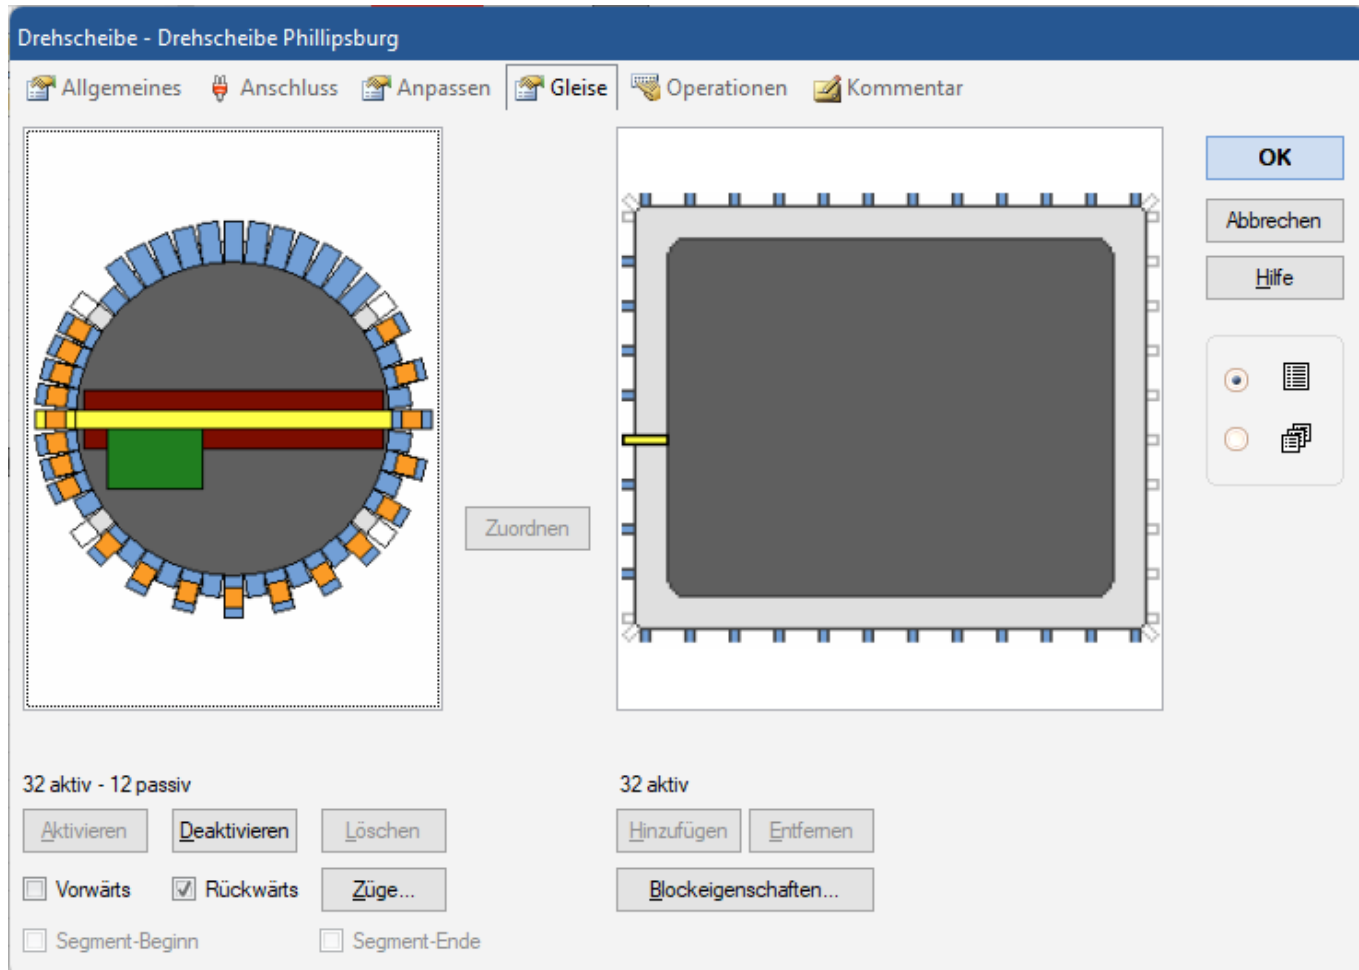 Drehscheibe - Drehscheibe Phillipsburg
Allgemeines Anschluss Anpassen Gleise Operationen Kommentar
OK
Abbrechen
Hilfe
Zuordnen
32 aktiv - 12 passiv 32 aktiv
Aktivieren Deaktivieren Löschen Hinzufügen Entfernen
Vorwärts Rückwärts Züge... Blockeigenschaften...
Segment-Beginn Segment-Ende